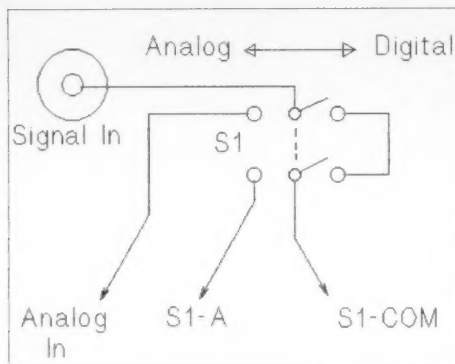 Analog Digital
Signal In
S1
Analog
In
S1-A
S1-COM